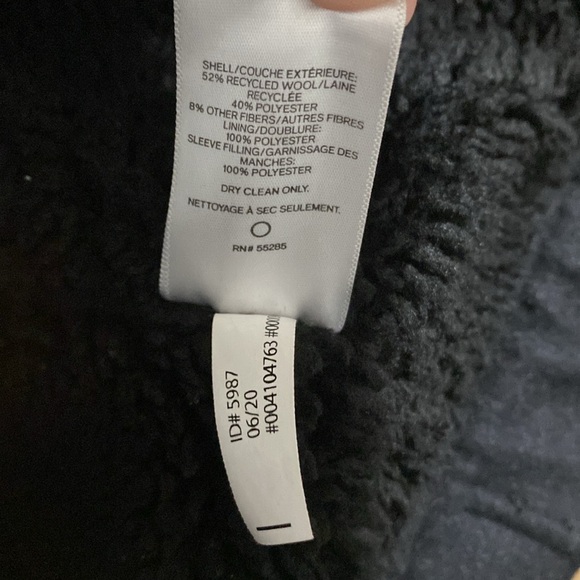 SHELL/COUCHE EXTÉRIEURE:
52% RECYCLED WOOL/LAINE
RECYCLÉE
40% POLYESTER
8% OTHER FIBERS/AUTRES FIBRES
LINING/DOUBLURE:
100% POLYESTER
SLEEVE FILLING/GARNISSAGE DES
MANCHES:
100% POLYESTER
DRY CLEAN ONLY.
NETTOYAGE À SEC SEULEMENT.
RN# 55285
ID# 5987
06/20
#004104763